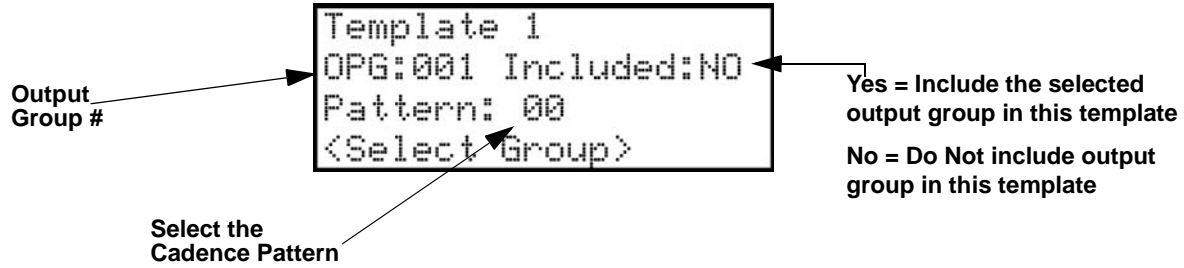 Template 1
OPG:001 Included:NO
Pattern: 00
<Select Group>
Output
Group #
Yes = Include the selected
output group in this template
No = Do Not include output
group in this template
Select the
Cadence Pattern